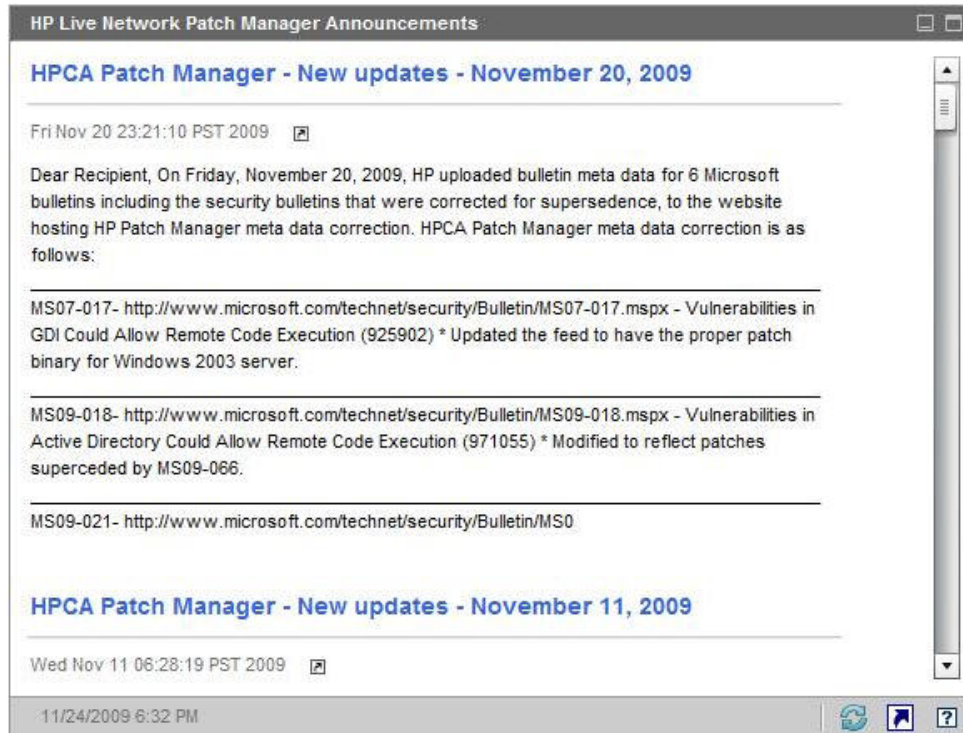 HP Live Network Patch Manager Announcements
HPCA Patch Manager - New updates - November 20, 2009
Fri Nov 20 23:21:10 PST 2009
Dear Recipient, On Friday, November 20, 2009, HP uploaded bulletin meta data for 6 Microsoft
bulletins including the security bulletins that were corrected for supersedence, to the website
hosting HP Patch Manager meta data correction. HPCA Patch Manager meta data correction is as
follows:
MS07-017- http://www.microsoft.com/technet/security/Bulletin/MS07-017.mspx - Vulnerabilities in
GDI Could Allow Remote Code Execution (925902) * Updated the feed to have the proper patch
binary for Windows 2003 server.
MS09-018- http://www.microsoft.com/technet/security/Bulletin/MS09-018.mspx - Vulnerabilities in
Active Directory Could Allow Remote Code Execution (971055) * Modified to reflect patches
superceded by MS09-066.
MS09-021- http://www.microsoft.com/technet/security/Bulletin/MS0
HPCA Patch Manager - New updates - November 11, 2009
Wed Nov 11 06:28:19 PST 2009
11/24/2009 6:32 PM
?